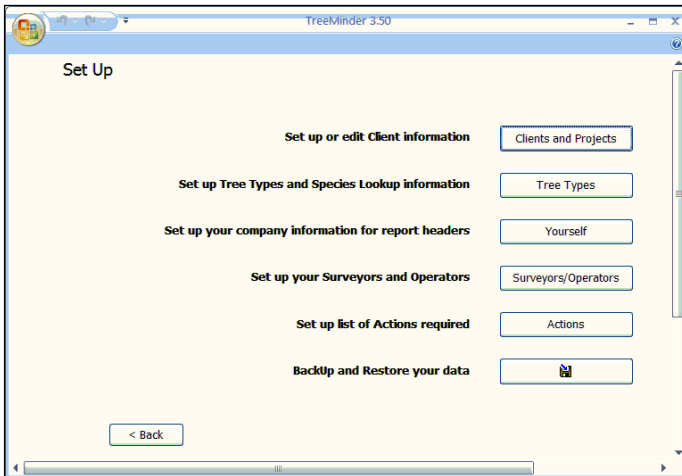 TreeMinder 3.50
Set Up
Set up or edit Client information Clients and Projects
Set up Tree Types and Species Lookup information Tree Types
Set up your company information for report headers Yourself
Set up your Surveyors and Operators Surveyors/Operators
Set up list of Actions required Actions
BackUp and Restore your data
< Back